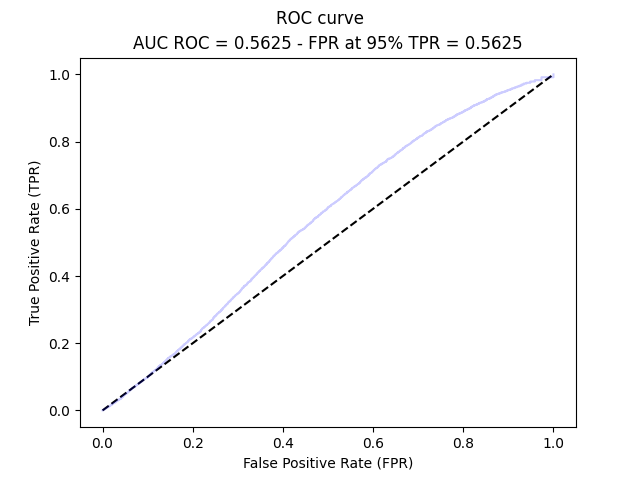 ROC curve
AUC ROC = 0.5625 - FPR at 95% TPR = 0.5625
1.0
0.8
0.6
0.4
0.2
0.0
True Positive Rate (TPR)
0.0 0.2 0.4 0.6 0.8 1.0
False Positive Rate (FPR)